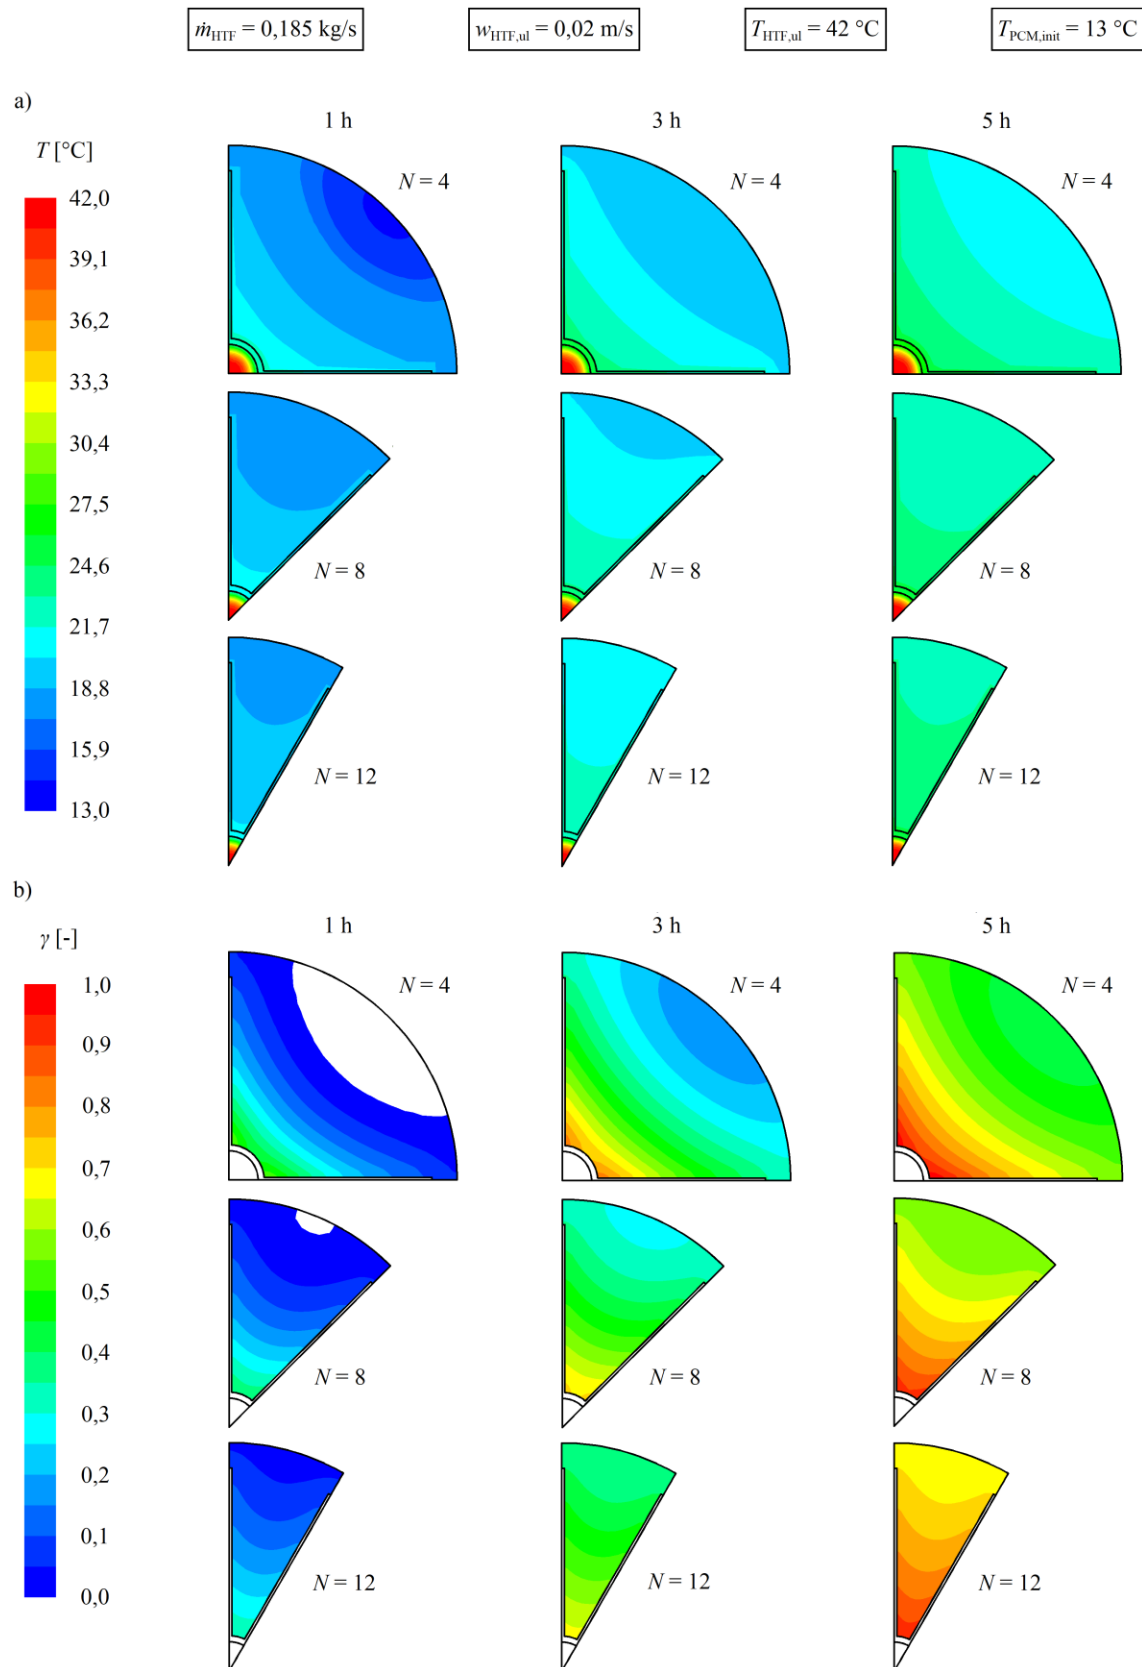 ṁHTF = 0,185 kg/s wHTF,ul = 0,02 m/s THTF,ul = 42 °C TPCM,init = 13 °C
a)
1 h 3 h 5 h
T [°C]
N = 4 N = 4 N = 4
42,0
39,1
36,2
33,3
30,4
27,5
24,6
21,7
18,8
15,9
13,0
N = 8 N = 8 N = 8
N = 12 N = 12 N = 12
b)
1 h 3 h 5 h
γ [-]
N = 4 N = 4 N = 4
1,0
0,9
0,8
0,7
0,6
0,5
0,4
0,3
0,2
0,1
0,0
N = 8 N = 8 N = 8
N = 12 N = 12 N = 12